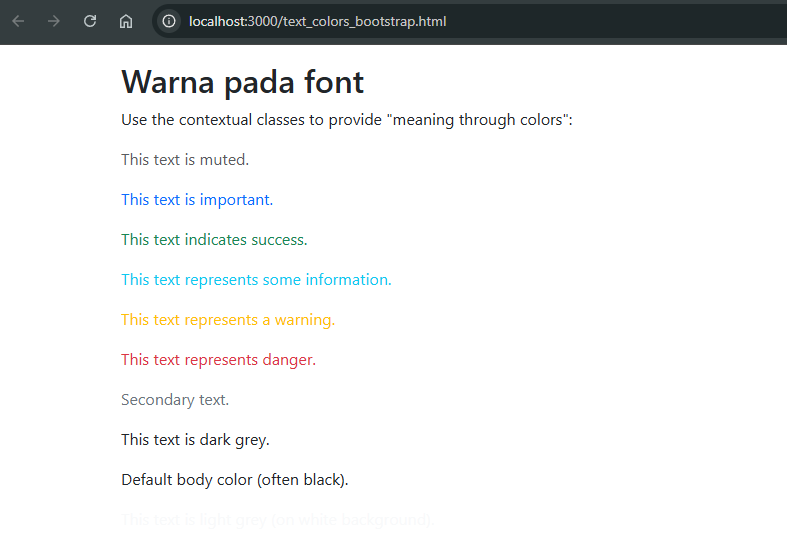 localhost:3000/text_colors_bootstrap.html
Warna pada font
Use the contextual classes to provide "meaning through colors":
This text is muted.
This text is important.
This text indicates success.
This text represents some information.
This text represents a warning.
This text represents danger.
Secondary text.
This text is dark grey.
Default body color (often black).
This text is light grey (on white background).